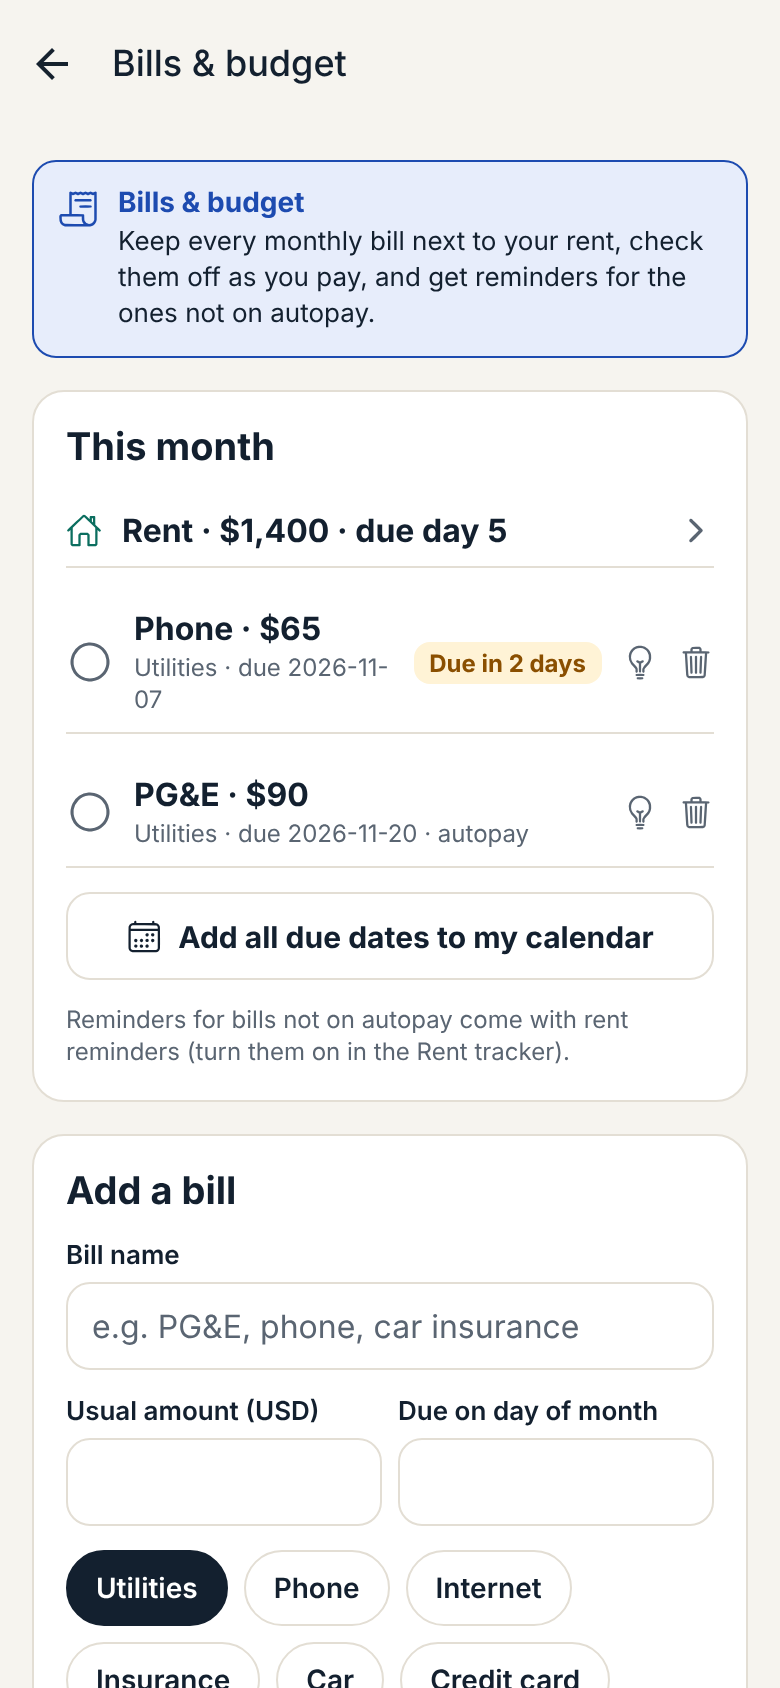 Bills & budget
Bills & budget
Keep every monthly bill next to your rent, check
them off as you pay, and get reminders for the
ones not on autopay.
This month
Rent · $1,400 · due day 5
Phone · $65
Utilities · due 2026-11-
07
Due in 2 days
PG&E · $90
Utilities · due 2026-11-20 · autopay
Add all due dates to my calendar
Reminders for bills not on autopay come with rent
reminders (turn them on in the Rent tracker).
Add a bill
Bill name
e.g. PG&E, phone, car insurance
Usual amount (USD) Due on day of month
Utilities Phone Internet
Insurance Car Credit card